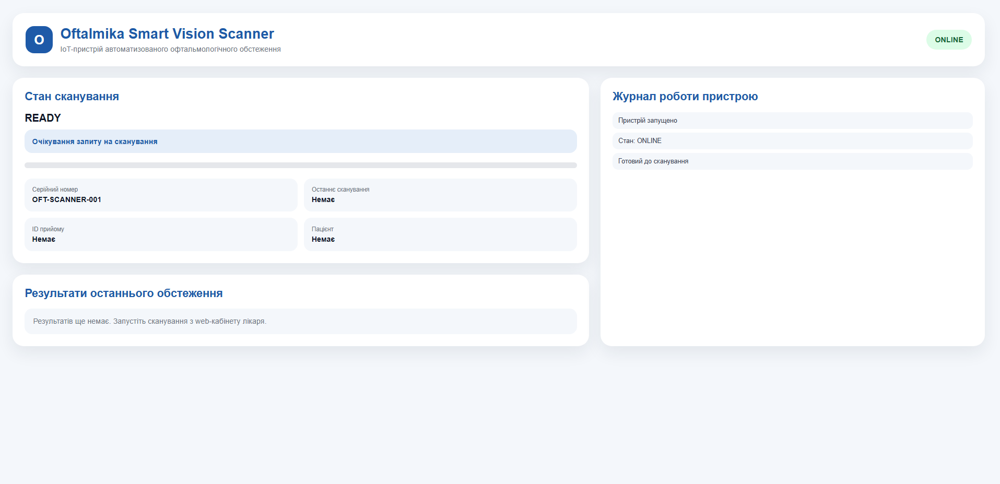 O
Oftalmika Smart Vision Scanner
IoT-пристрій автоматизованого офтальмологічного обстеження
ONLINE
Стан сканування
READY
Очікування запиту на сканування
Серійний номер
OFT-SCANNER-001
Останнє сканування
Немає
ID прийому
Немає
Пацієнт
Немає
Результати останнього обстеження
Результатів ще немає. Запустіть сканування з web-кабінету лікаря.
Журнал роботи пристрою
Пристрій запущено
Стан: ONLINE
Готовий до сканування